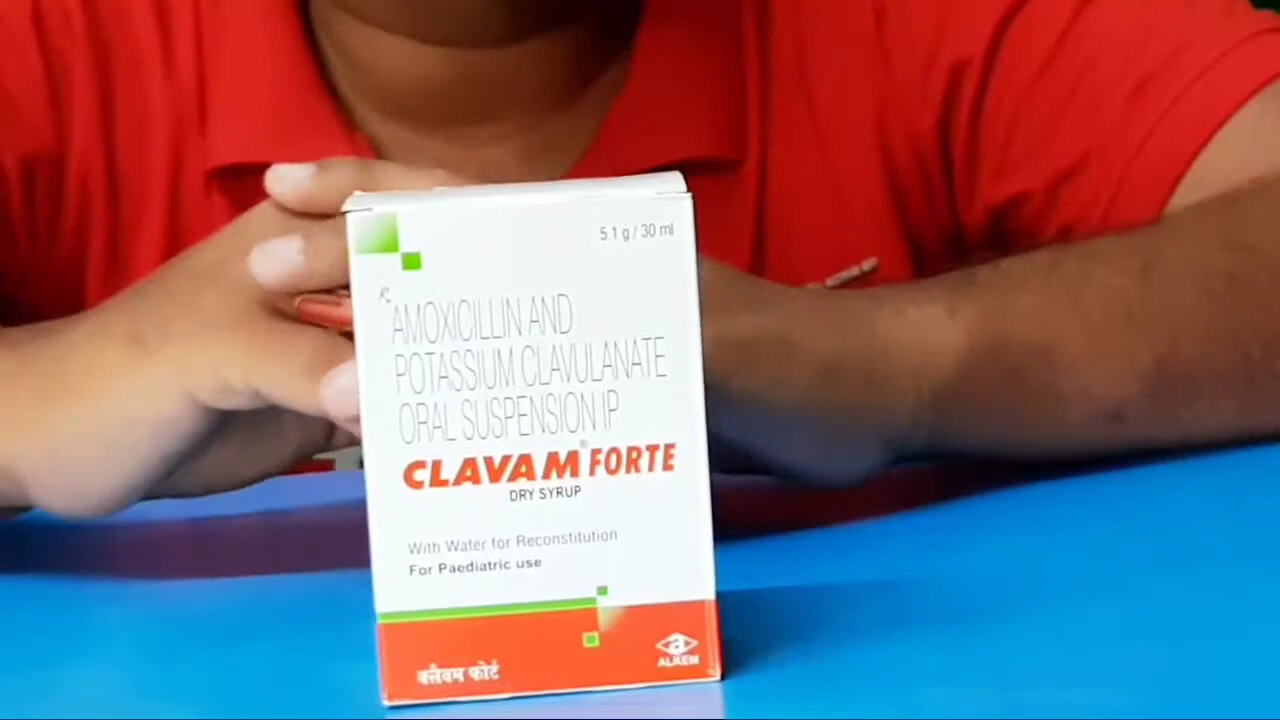 5.1 g / 30 ml
Rx
AMOXICILLIN AND
POTASSIUM CLAVULANATE
ORAL SUSPENSION IP
CLAVAM® FORTE
DRY SYRUP
With Water for Reconstitution
For Paediatric use
क्लैवम फोर्ट
a
ALKEM